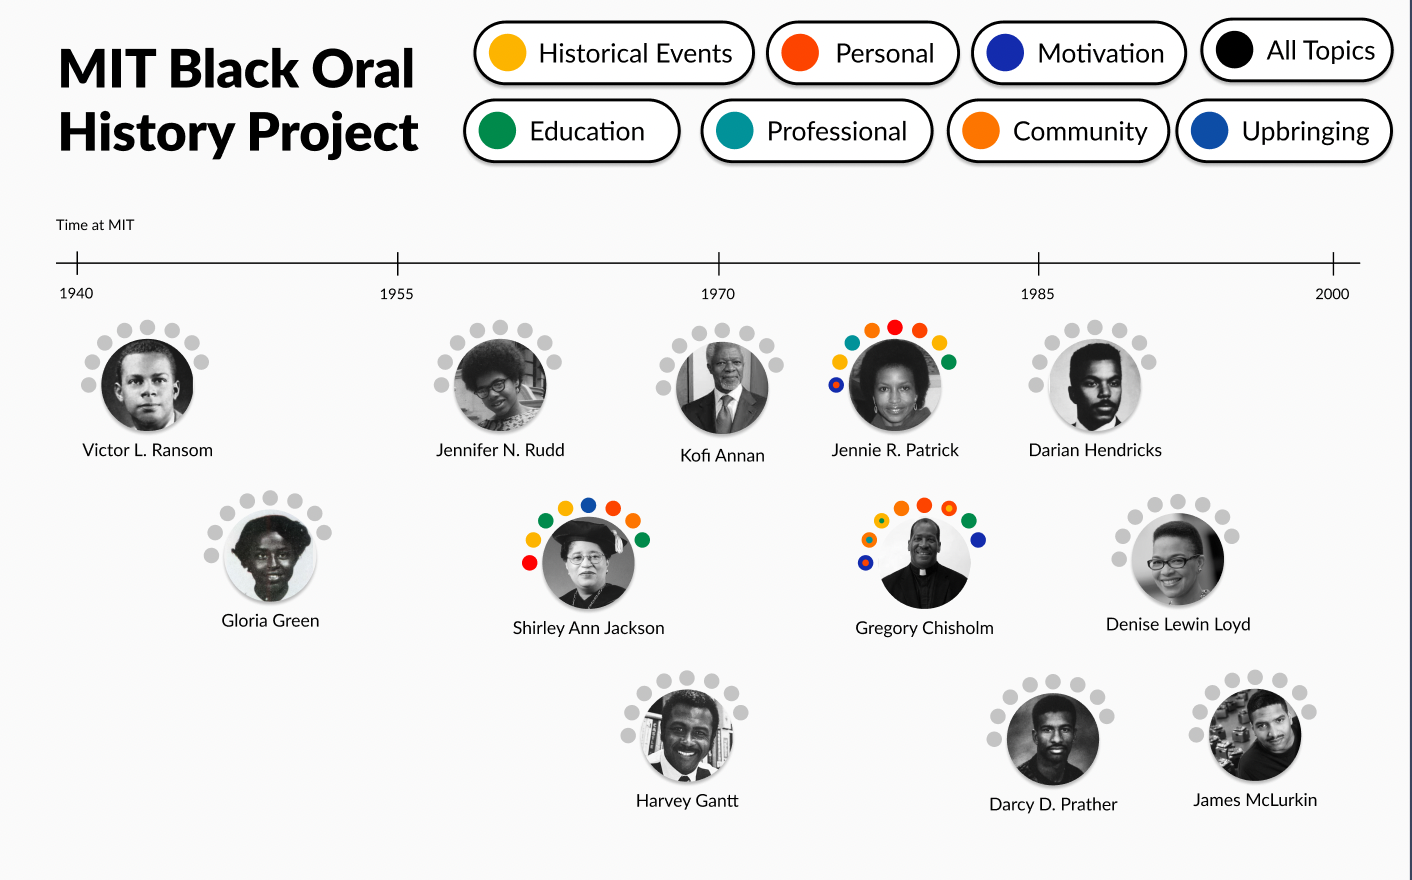 MIT Black Oral
History Project
Historical Events
Personal
Motivation
All Topics
Education
Professional
Community
Upbringing
Time at MIT
1940
1955
1970
1985
2000
Victor L. Ransom
Jennifer N. Rudd
Kofi Annan
Jennie R. Patrick
Darian Hendricks
Gloria Green
Shirley Ann Jackson
Gregory Chisholm
Denise Lewin Loyd
Harvey Gantt
Darcy D. Prather
James McLurkin